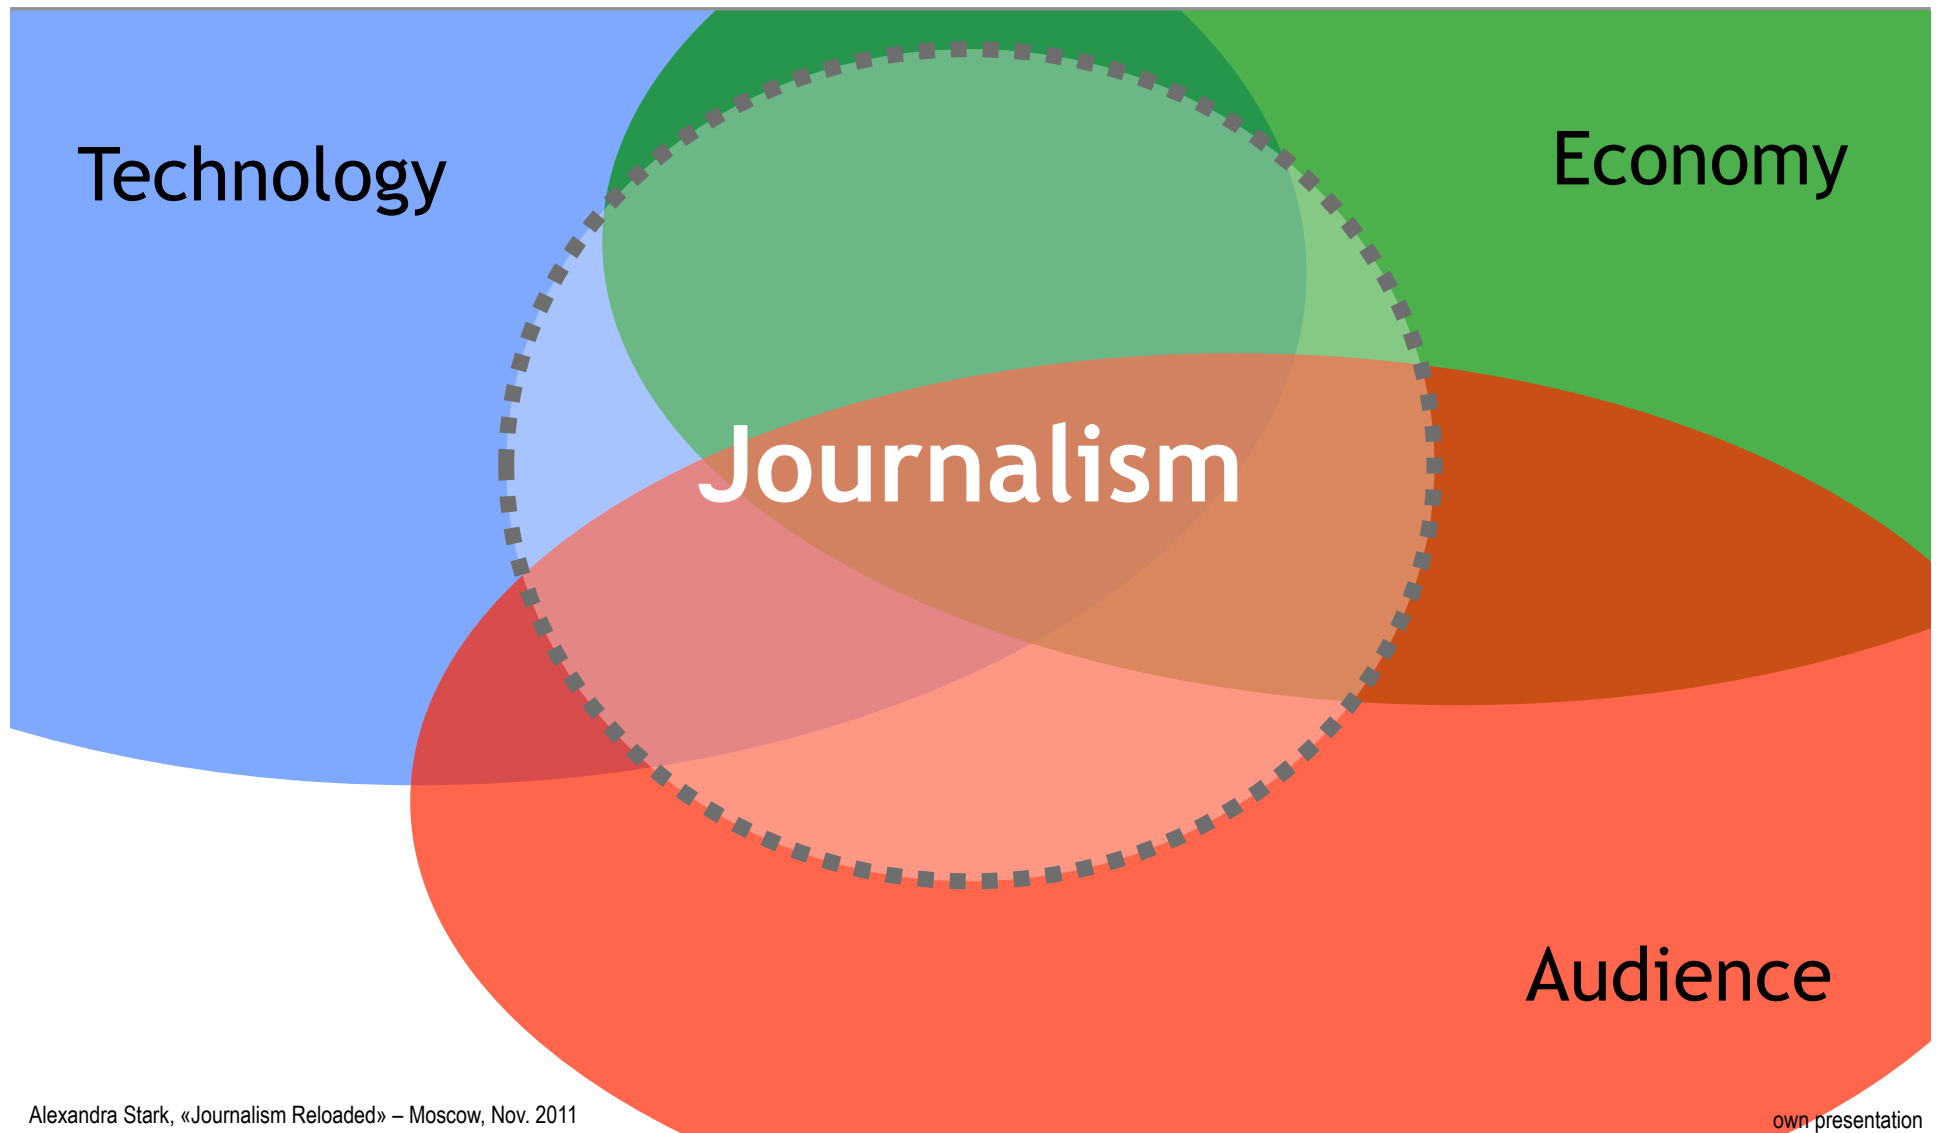 Technology
Economy
Journalism
Audience
Alexandra Stark, «Journalism Reloaded» – Moscow, Nov. 2011
own presentation